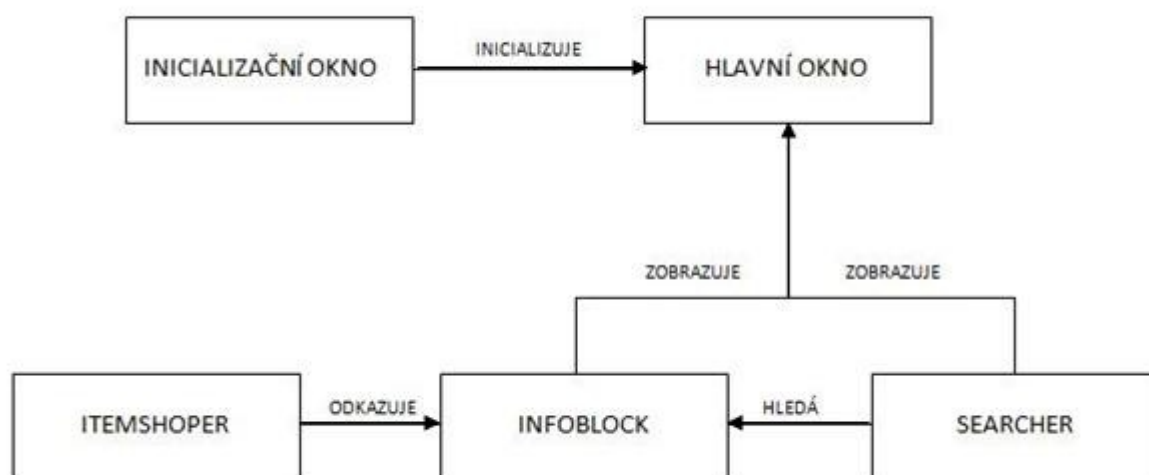 INICIALIZAČNÍ OKNO
INICIALIZUJE
HLAVNÍ OKNO
ZOBRAZUJE
ZOBRAZUJE
ITEMSHOPER
ODKAZUJE
INFOBLOCK
HLEDÁ
SEARCHER